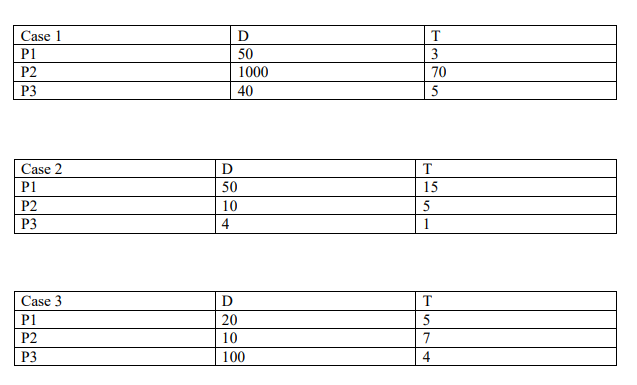 Case 1 D T
P1 50 3
P2 1000 70
P3 40 5
Case 2 D T
P1 50 15
P2 10 5
P3 4 1
Case 3 D T
P1 20 5
P2 10 7
P3 100 4